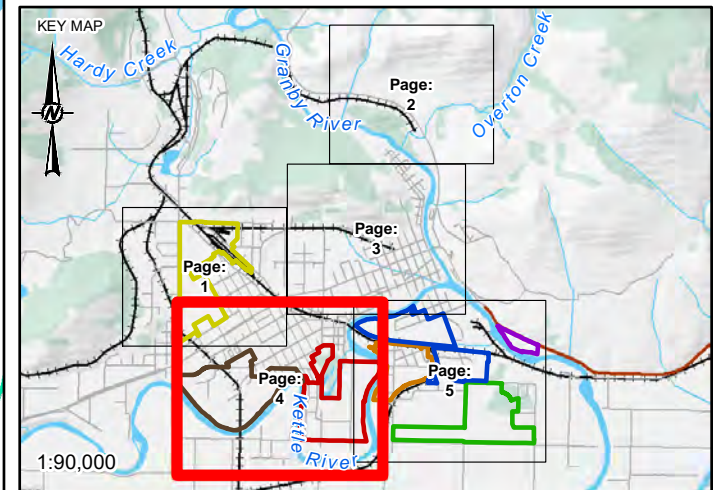 KEY MAP
Hardy Creek
N
Granby River
Overton Creek
Page:
2
Page:
3
Page:
1
Page:
4
Page:
5
Kettle River
1:90,000